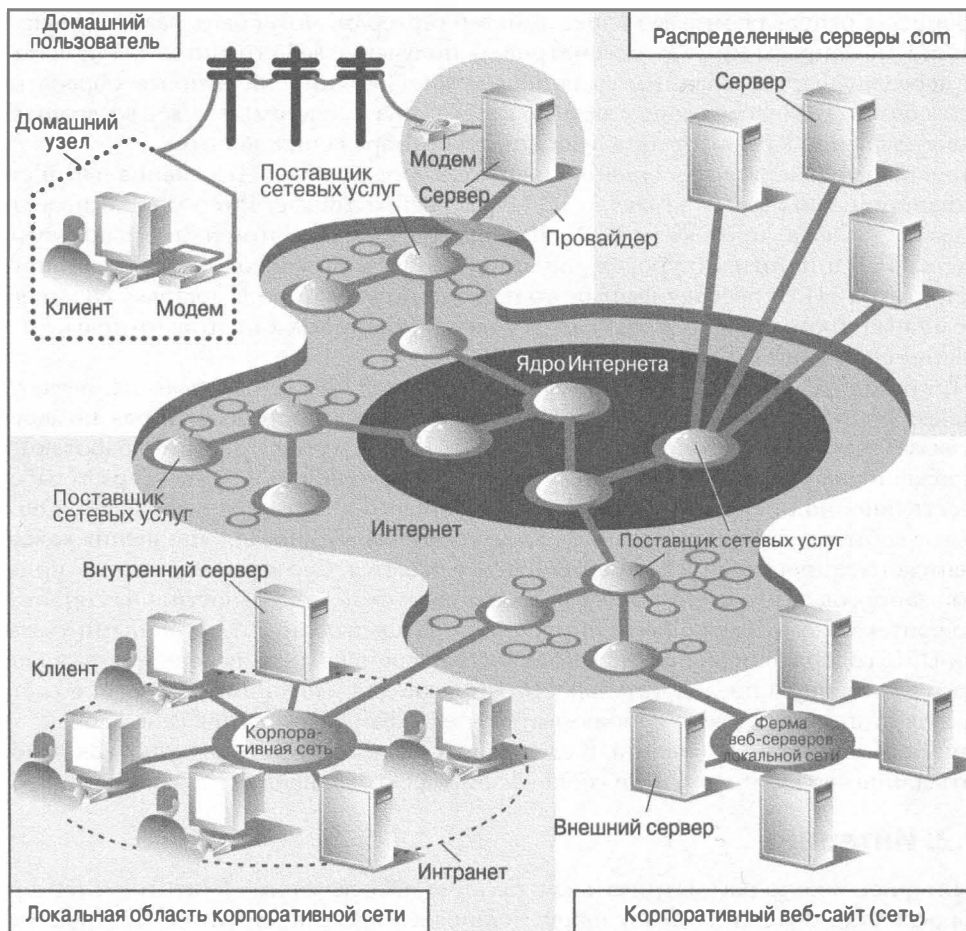 Домашний
пользователь
Распределенные серверы .com
Сервер
Домашний
узел
Модем
Поставщик
сетевых услуг
Сервер
Провайдер
Клиент
Модем
Ядро Интернета
Поставщик
сетевых услуг
Интернет
Поставщик сетевых услуг
Внутренний сервер
Клиент
Корпора-
тивная сеть
Ферма
веб-серверов
локальной сети
Внешний сервер
Интранет
Локальная область корпоративной сети
Корпоративный веб-сайт (сеть)